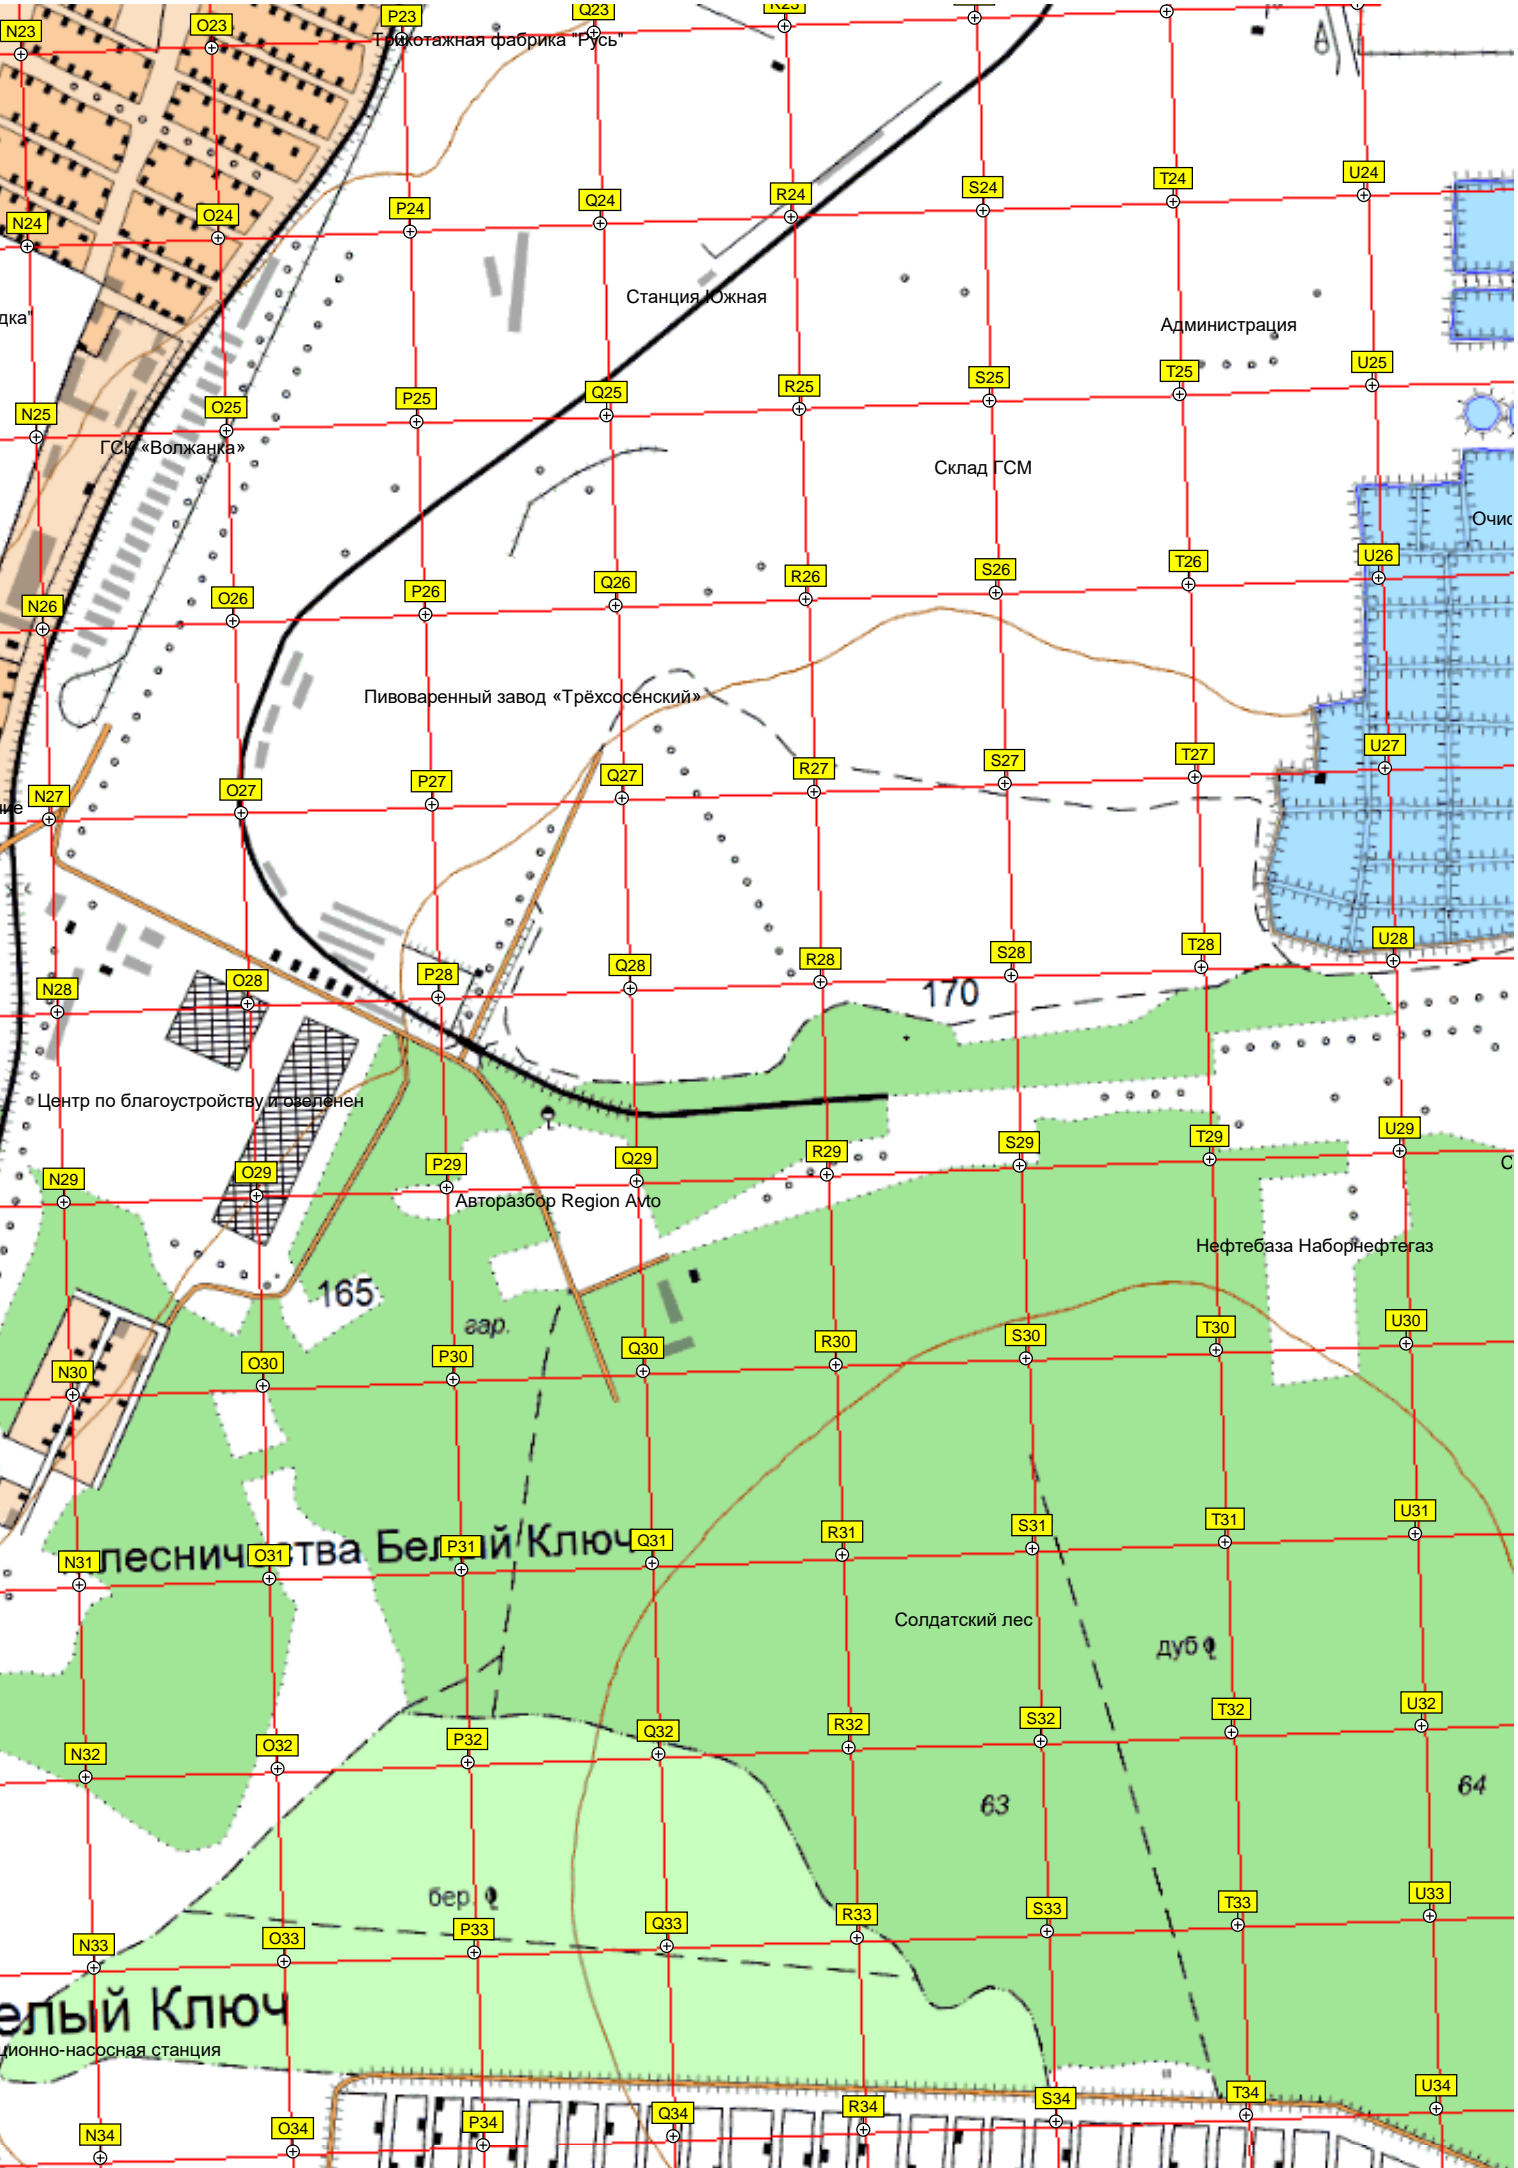 N23
O23
P23
Q23
R23
Трикотажная фабрика "Русь"
N24
O24
P24
Q24
R24
S24
T24
U24
Станция Южная
дка"
Администрация
N25
O25
P25
Q25
R25
S25
T25
U25
ГСК «Волжанка»
Склад ГСМ
Очис
N26
O26
P26
Q26
R26
S26
T26
U26
Пивоваренный завод «Трёхсосенский»
N27
O27
P27
Q27
R27
S27
T27
U27
ие
N28
O28
P28
Q28
R28
S28
T28
U28
170
Центр по благоустройству и озеленен
N29
O29
P29
Q29
R29
S29
T29
U29
Авторазбор Region Avto
С
Нефтебаза Наборнефтегаз
165
гар.
N30
O30
P30
Q30
R30
S30
T30
U30
лесничества Белый Ключ
N31
O31
P31
Q31
R31
S31
T31
U31
Солдатский лес
дуб
N32
O32
P32
Q32
R32
S32
T32
U32
63
64
бер.
N33
O33
P33
Q33
R33
S33
T33
U33
елый Ключ
ционно-насосная станция
N34
O34
P34
Q34
R34
S34
T34
U34